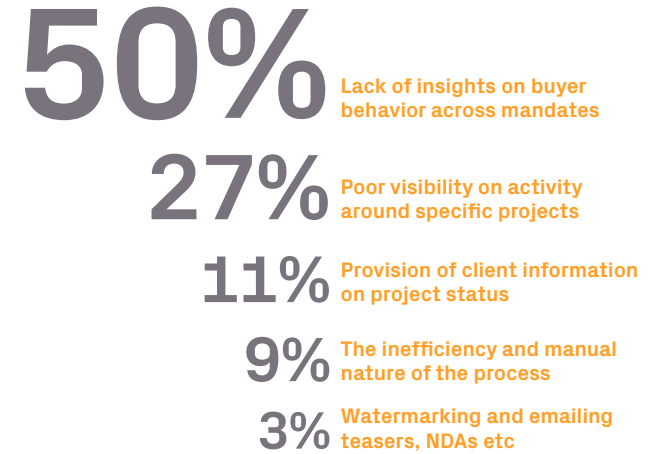 50%
Lack of insights on buyer
behavior across mandates
27%
Poor visibility on activity
around specific projects
11%
Provision of client information
on project status
9%
The inefficiency and manual
nature of the process
3%
Watermarking and emailing
teasers, NDAs etc